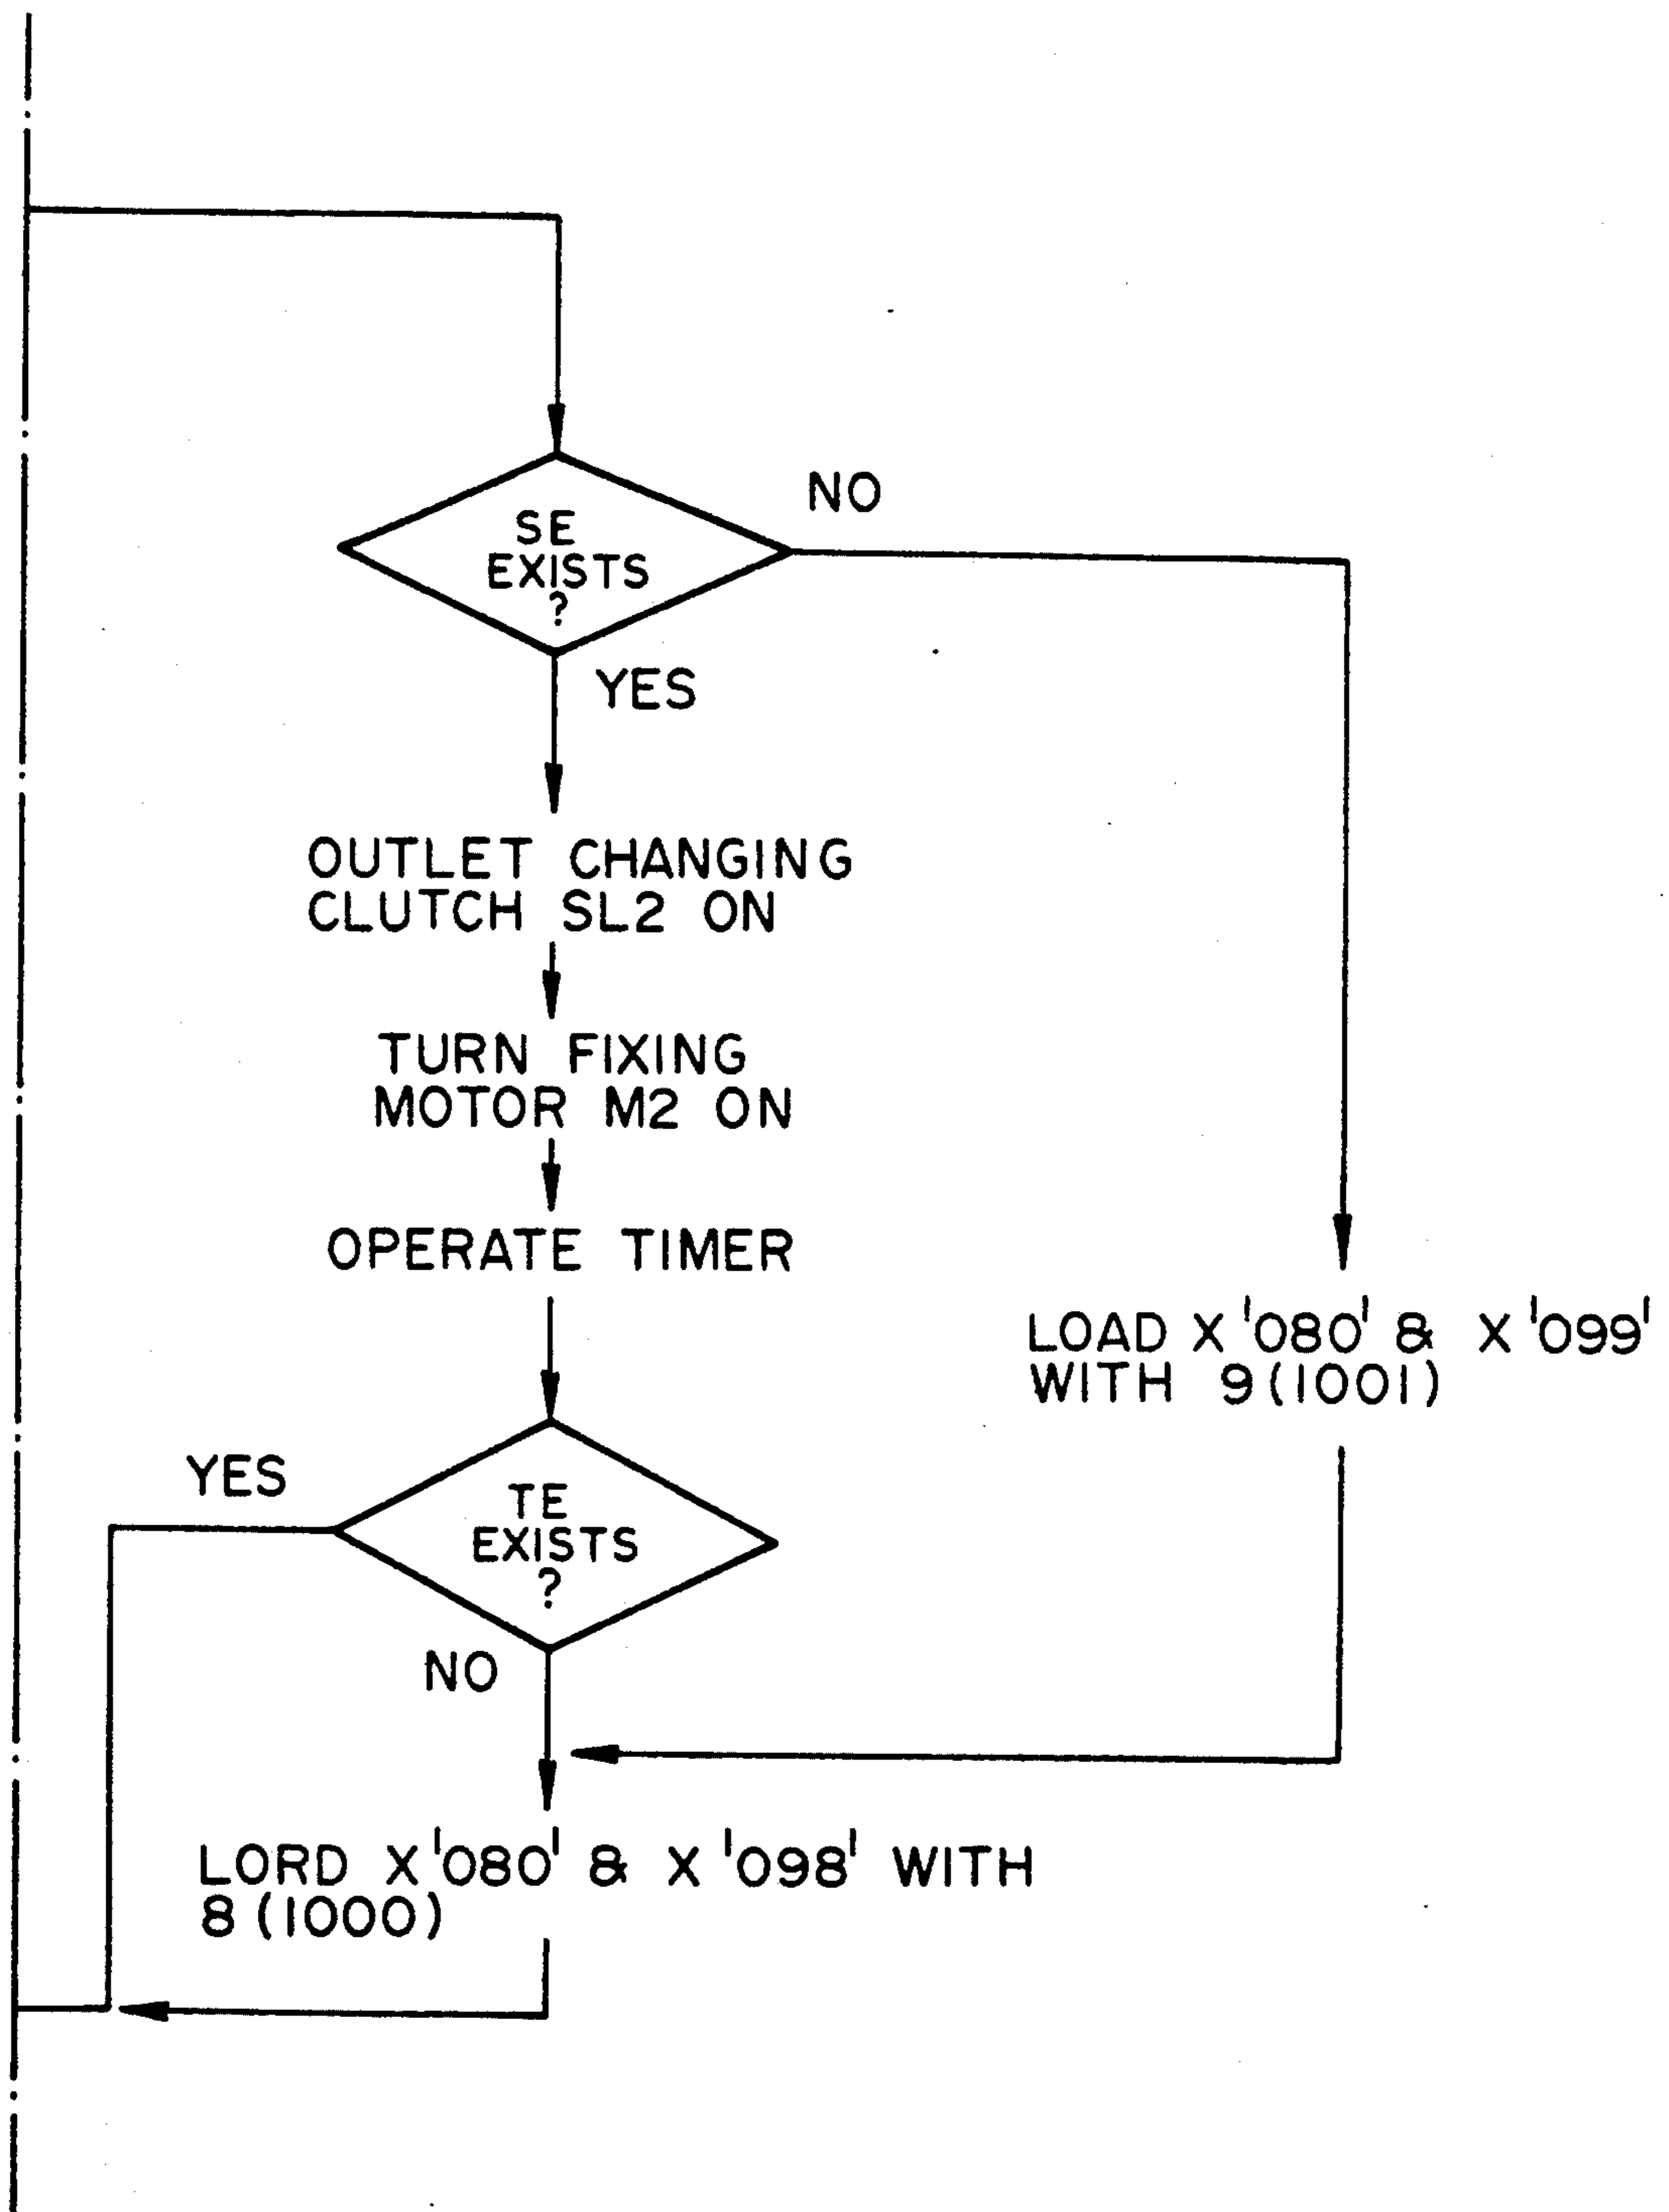 NO
SE
EXISTS
?
YES
OUTLET CHANGING
CLUTCH SL2 ON
TURN FIXING
MOTOR M2 ON
OPERATE TIMER
LOAD X'080' & X'099'
WITH 9(1001)
YES
TE
EXISTS
?
NO
LORD X'080' & X'098' WITH
8(1000)